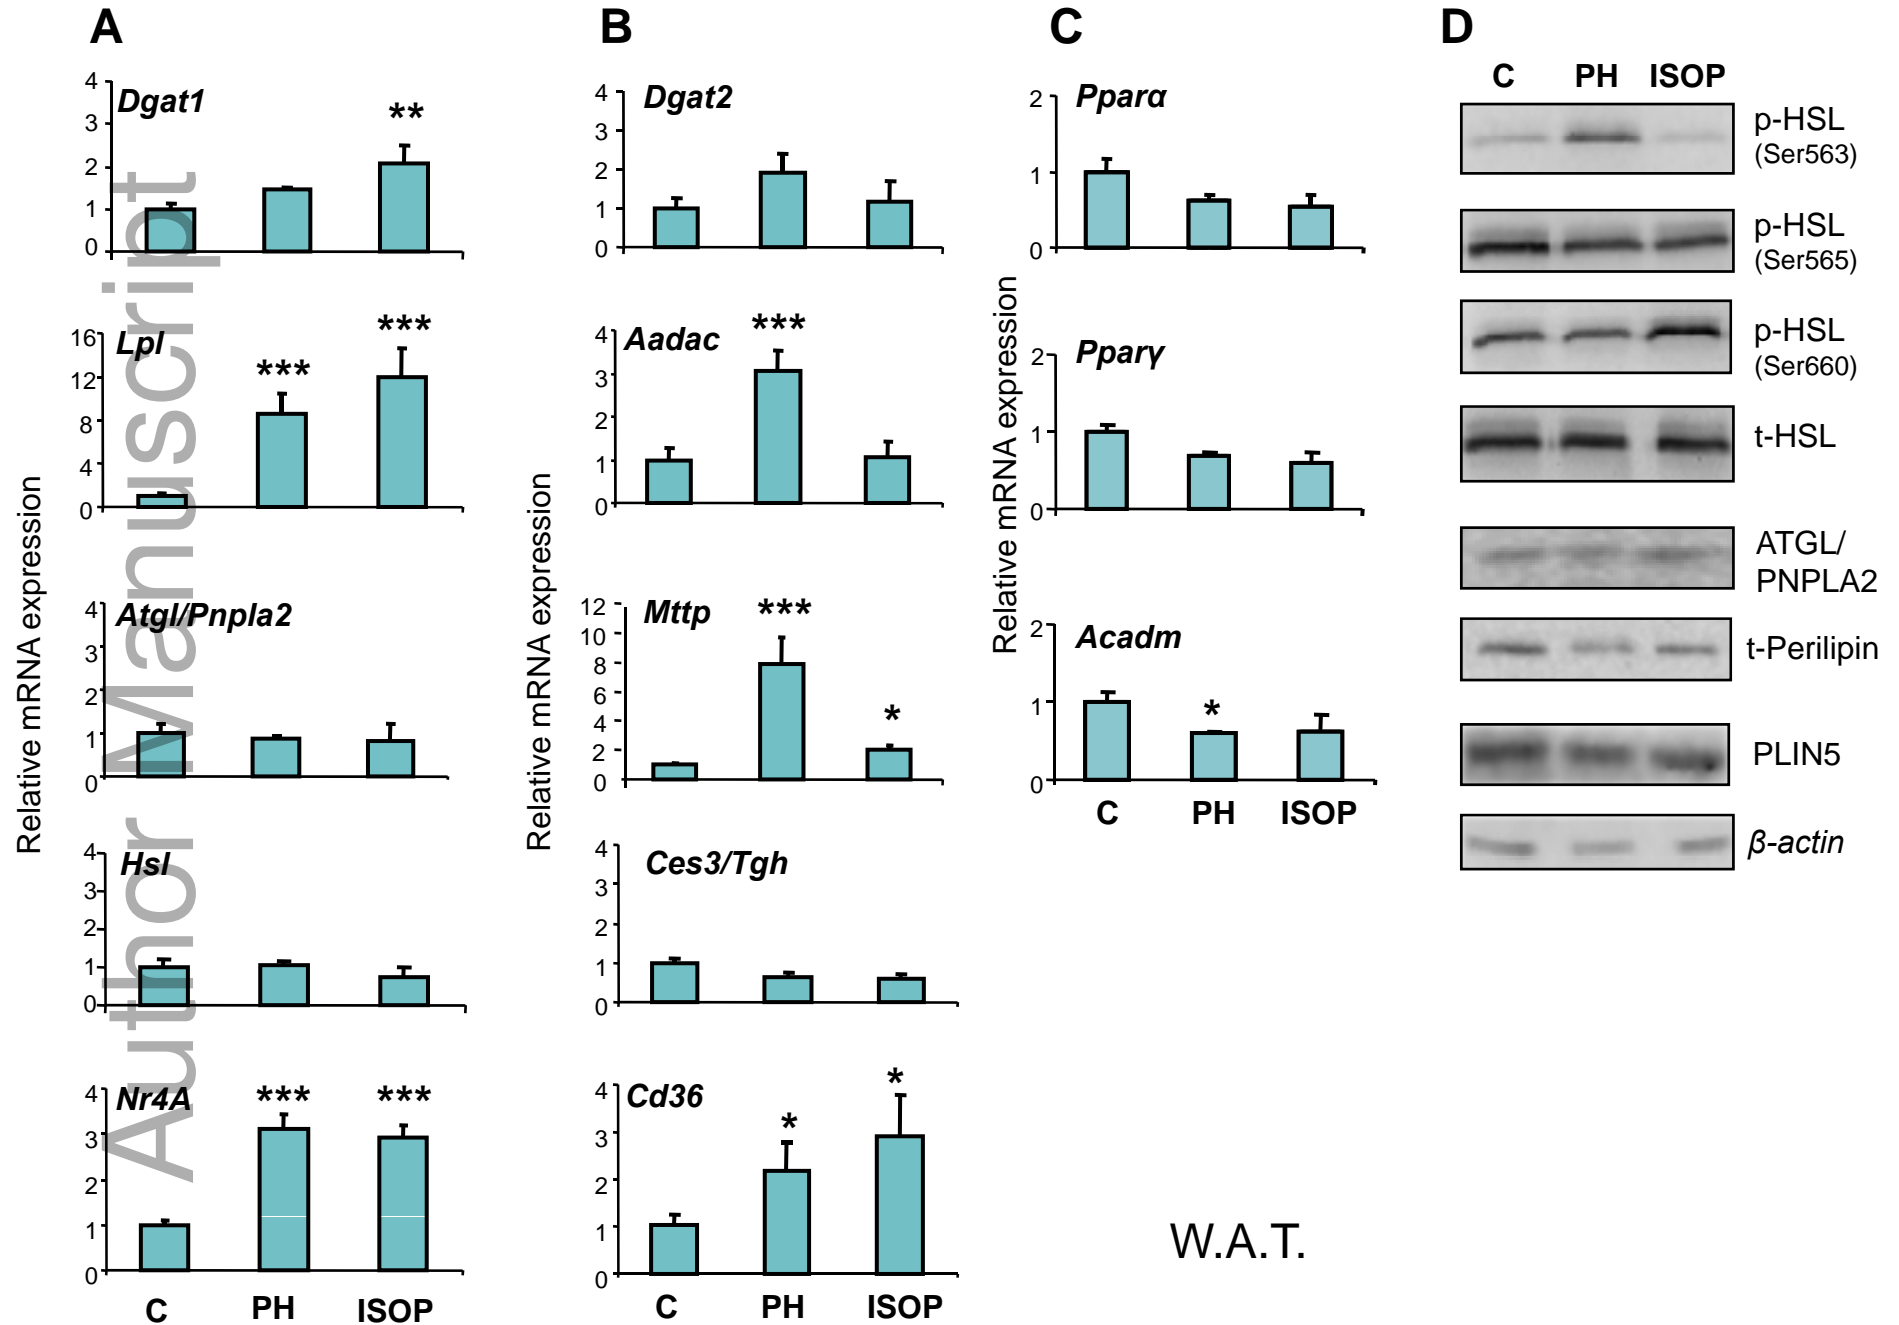 A
B
C
D
Author Manuscript
Relative mRNA expression
Dgat1
4
3
2
1
0
**
Lpl
16
12
8
4
0
***
***
Atgl/Pnpla2
4
3
2
1
0
Hsl
4
3
2
1
0
Nr4A
4
3
2
1
0
***
***
C PH ISOP
Relative mRNA expression
Dgat2
4
3
2
1
0
Aadac
4
3
2
1
0
***
Mttp
12
10
8
6
4
2
0
***
*
Ces3/Tgh
4
3
2
1
0
Cd36
4
3
2
1
0
*
*
C PH ISOP
Relative mRNA expression
Pparα
2
1
0
Pparγ
2
1
0
Acadm
2
1
0
*
C PH ISOP
C PH ISOP
p-HSL
(Ser563)
p-HSL
(Ser565)
p-HSL
(Ser660)
t-HSL
ATGL/
PNPLA2
t-Perilipin
PLIN5
β-actin
W.A.T.